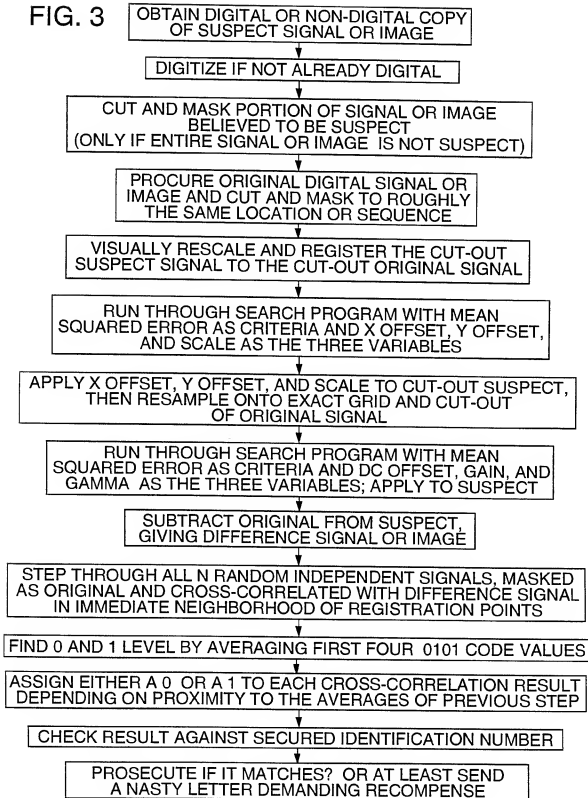 FIG. 3
OBTAIN DIGITAL OR NON-DIGITAL COPY
OF SUSPECT SIGNAL OR IMAGE
DIGITIZE IF NOT ALREADY DIGITAL
CUT AND MASK PORTION OF SIGNAL OR IMAGE
BELIEVED TO BE SUSPECT
(ONLY IF ENTIRE SIGNAL OR IMAGE IS NOT SUSPECT)
PROCURE ORIGINAL DIGITAL SIGNAL OR
IMAGE AND CUT AND MASK TO ROUGHLY
THE SAME LOCATION OR SEQUENCE
VISUALLY RESCALE AND REGISTER THE CUT-OUT
SUSPECT SIGNAL TO THE CUT-OUT ORIGINAL SIGNAL
RUN THROUGH SEARCH PROGRAM WITH MEAN
SQUARED ERROR AS CRITERIA AND X OFFSET, Y OFFSET,
AND SCALE AS THE THREE VARIABLES
APPLY X OFFSET, Y OFFSET, AND SCALE TO CUT-OUT SUSPECT,
THEN RESAMPLE ONTO EXACT GRID AND CUT-OUT
OF ORIGINAL SIGNAL
RUN THROUGH SEARCH PROGRAM WITH MEAN
SQUARED ERROR AS CRITERIA AND DC OFFSET, GAIN, AND
GAMMA AS THE THREE VARIABLES; APPLY TO SUSPECT
SUBTRACT ORIGINAL FROM SUSPECT,
GIVING DIFFERENCE SIGNAL OR IMAGE
STEP THROUGH ALL N RANDOM INDEPENDENT SIGNALS, MASKED
AS ORIGINAL AND CROSS-CORRELATED WITH DIFFERENCE SIGNAL
IN IMMEDIATE NEIGHBORHOOD OF REGISTRATION POINTS
FIND 0 AND 1 LEVEL BY AVERAGING FIRST FOUR 0101 CODE VALUES
ASSIGN EITHER A 0 OR A 1 TO EACH CROSS-CORRELATION RESULT
DEPENDING ON PROXIMITY TO THE AVERAGES OF PREVIOUS STEP
CHECK RESULT AGAINST SECURED IDENTIFICATION NUMBER
PROSECUTE IF IT MATCHES? OR AT LEAST SEND
A NASTY LETTER DEMANDING RECOMPENSE